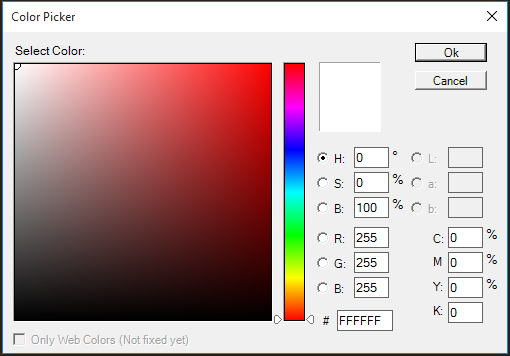 Color Picker
Select Color:
Ok
Cancel
H: 0 ° L:
S: 0 % a:
B: 100 % b:
R: 255 C: 0 %
G: 255 M 0
B: 255 Y: 0 %
K: 0
# FFFFFF
Only Web Colors (Not fixed yet)